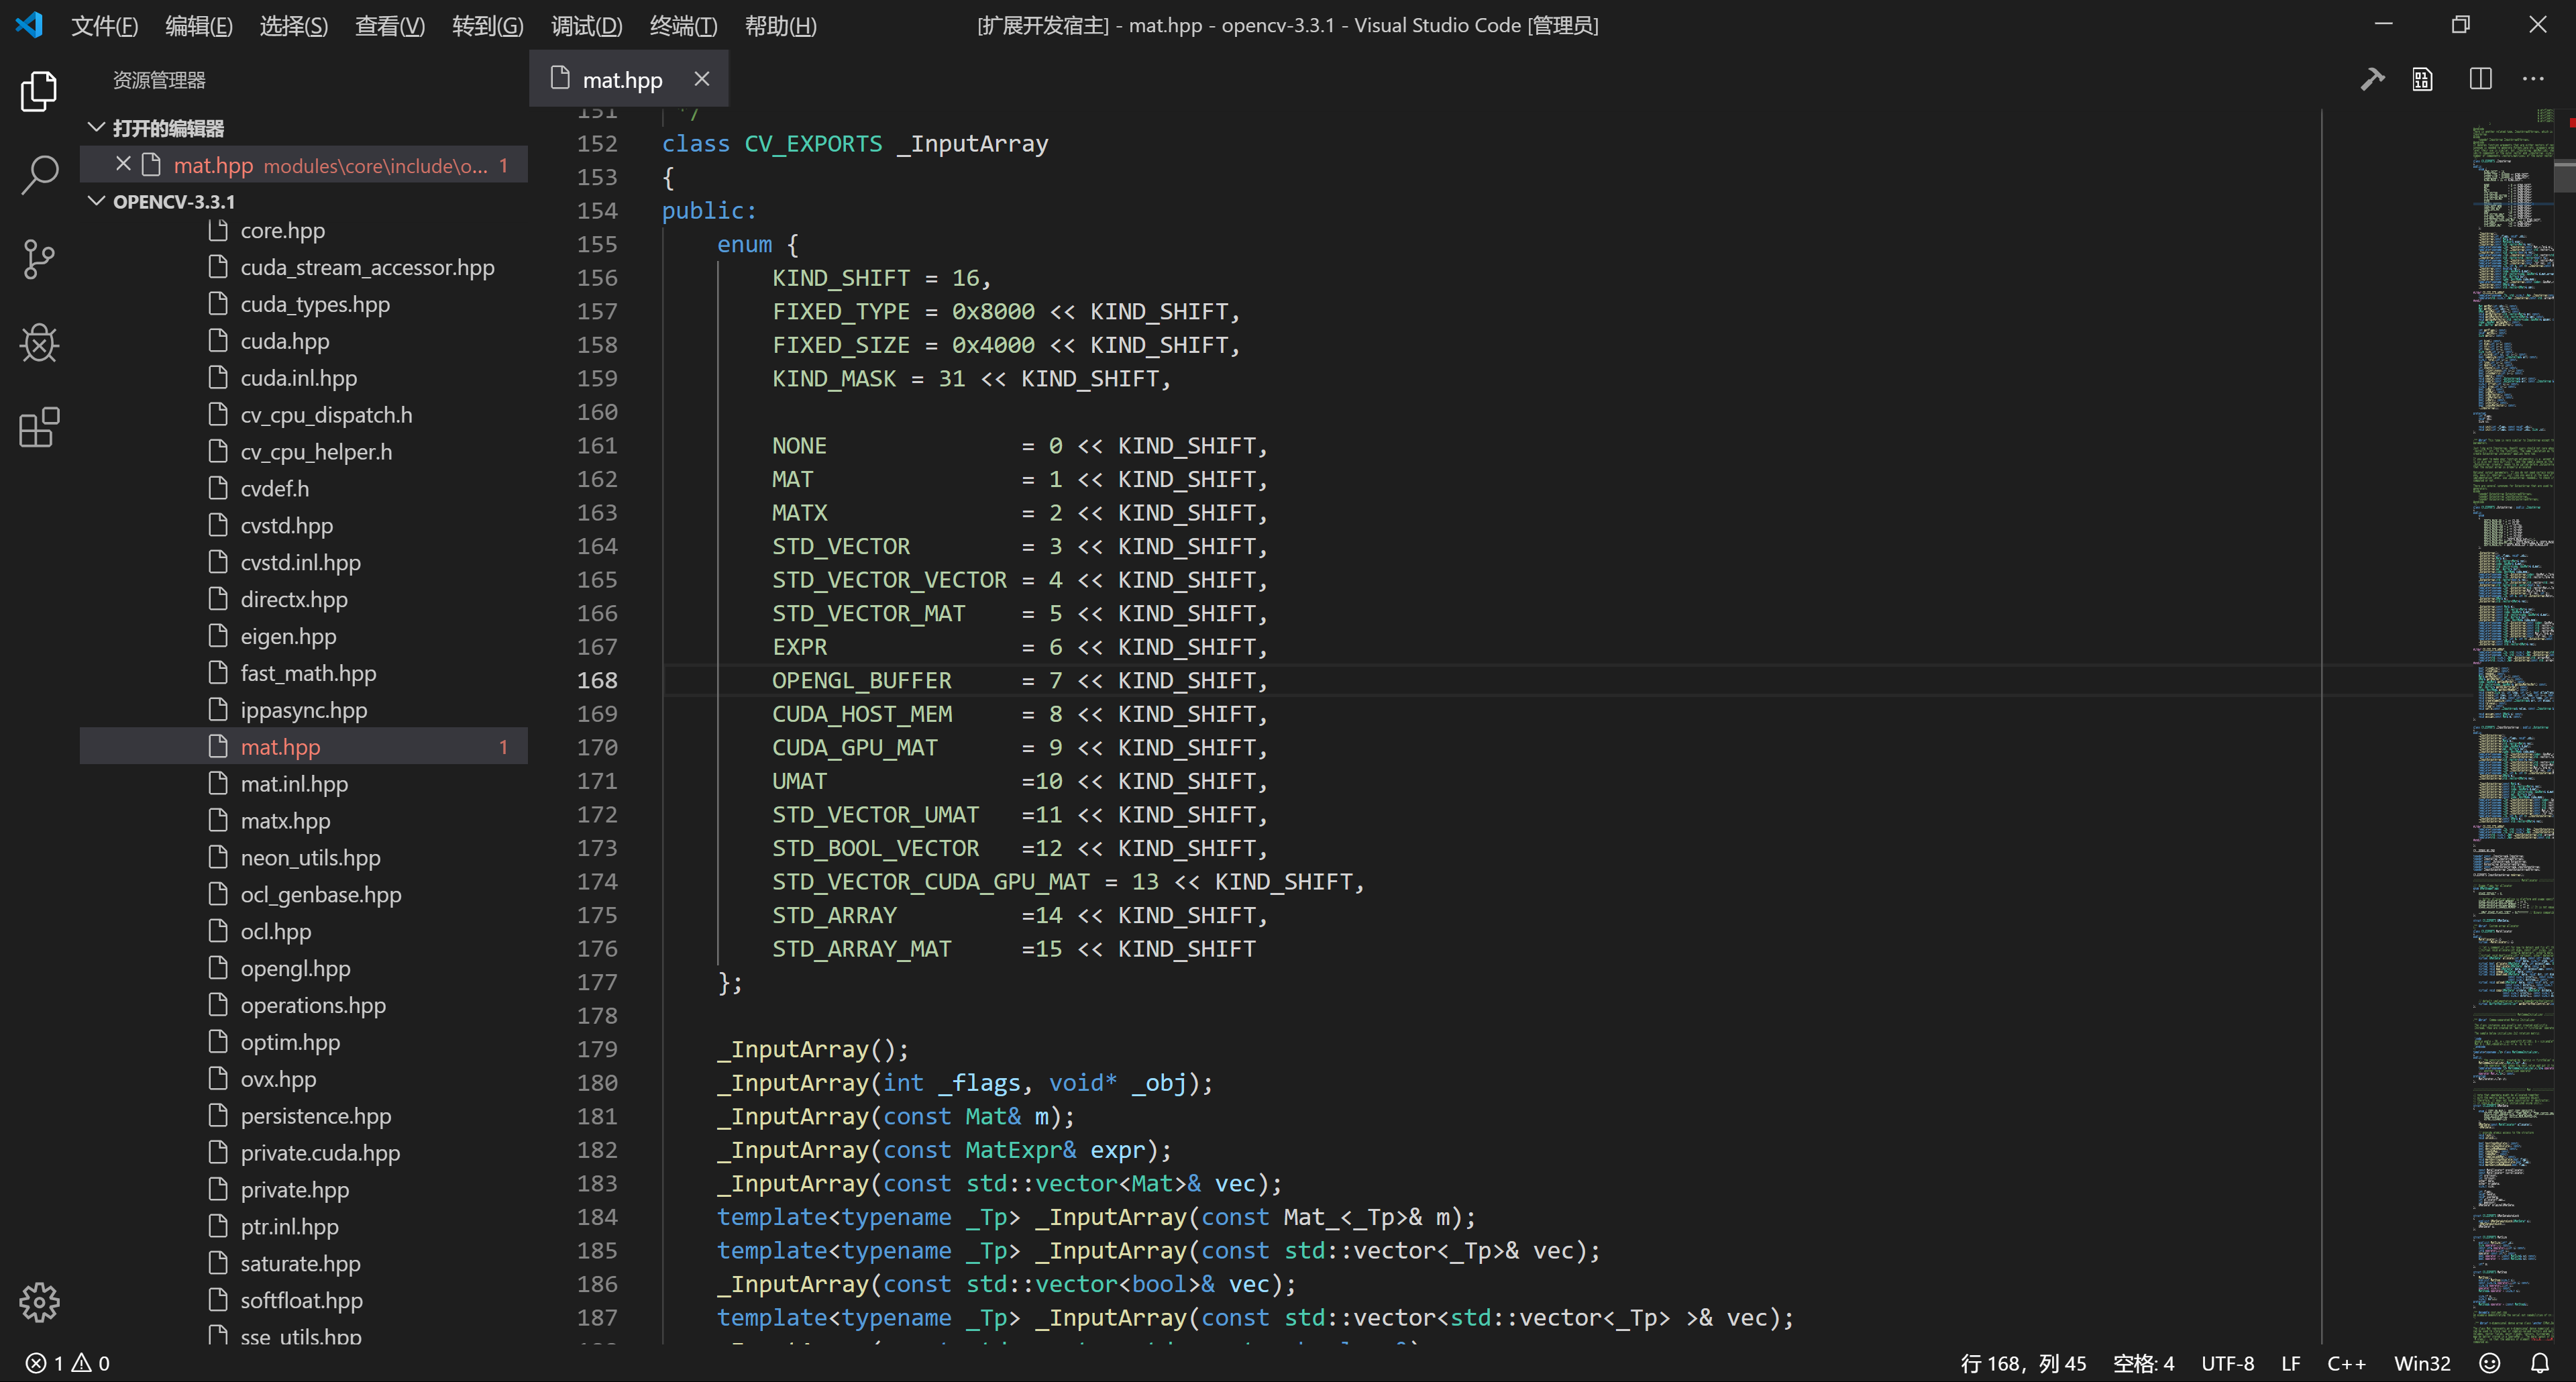 文件(F) 编辑(E) 选择(S) 查看(V) 转到(G) 调试(D) 终端(T) 帮助(H)
[扩展开发宿主] - mat.hpp - opencv-3.3.1 - Visual Studio Code [管理员]
资源管理器
打开的编辑器
mat.hpp modules\core\include\o... 1
OPENCV-3.3.1
core.hpp
cuda_stream_accessor.hpp
cuda_types.hpp
cuda.hpp
cuda.inl.hpp
cv_cpu_dispatch.h
cv_cpu_helper.h
cvdef.h
cvstd.hpp
cvstd.inl.hpp
directx.hpp
eigen.hpp
fast_math.hpp
ippasync.hpp
mat.hpp 1
mat.inl.hpp
matx.hpp
neon_utils.hpp
ocl_genbase.hpp
ocl.hpp
opengl.hpp
operations.hpp
optim.hpp
ovx.hpp
persistence.hpp
private.cuda.hpp
private.hpp
ptr.inl.hpp
saturate.hpp
softfloat.hpp
sse_utils.hpp
mat.hpp
151 */
152 class CV_EXPORTS _InputArray
153 {
154 public:
155 enum {
156 KIND_SHIFT = 16,
157 FIXED_TYPE = 0x8000 << KIND_SHIFT,
158 FIXED_SIZE = 0x4000 << KIND_SHIFT,
159 KIND_MASK = 31 << KIND_SHIFT,
160
161 NONE = 0 << KIND_SHIFT,
162 MAT = 1 << KIND_SHIFT,
163 MATX = 2 << KIND_SHIFT,
164 STD_VECTOR = 3 << KIND_SHIFT,
165 STD_VECTOR_VECTOR = 4 << KIND_SHIFT,
166 STD_VECTOR_MAT = 5 << KIND_SHIFT,
167 EXPR = 6 << KIND_SHIFT,
168 OPENGL_BUFFER = 7 << KIND_SHIFT,
169 CUDA_HOST_MEM = 8 << KIND_SHIFT,
170 CUDA_GPU_MAT = 9 << KIND_SHIFT,
171 UMAT =10 << KIND_SHIFT,
172 STD_VECTOR_UMAT =11 << KIND_SHIFT,
173 STD_BOOL_VECTOR =12 << KIND_SHIFT,
174 STD_VECTOR_CUDA_GPU_MAT = 13 << KIND_SHIFT,
175 STD_ARRAY =14 << KIND_SHIFT,
176 STD_ARRAY_MAT =15 << KIND_SHIFT
177 };
178
179 _InputArray();
180 _InputArray(int _flags, void* _obj);
181 _InputArray(const Mat& m);
182 _InputArray(const MatExpr& expr);
183 _InputArray(const std::vector<Mat>& vec);
184 template<typename _Tp> _InputArray(const Mat_<_Tp>& m);
185 template<typename _Tp> _InputArray(const std::vector<_Tp>& vec);
186 _InputArray(const std::vector<bool>& vec);
187 template<typename _Tp> _InputArray(const std::vector<std::vector<_Tp> >& vec);
1 0
行 168，列 45 空格: 4 UTF-8 LF C++ Win32